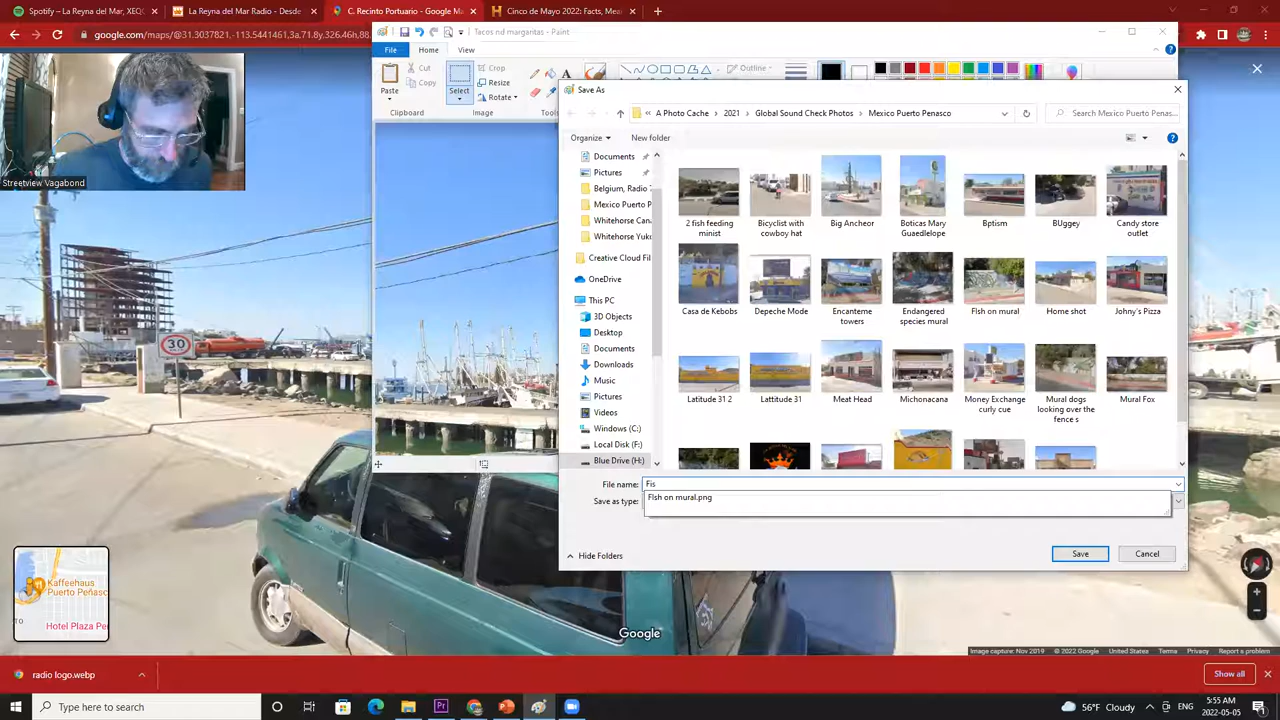 Spotify – La Reyna del Mar, XEQC
La Reyna del Mar Radio - Desde
C. Recinto Portuario - Google Ma
Cinco de Mayo 2022: Facts, Mean
google.com/maps/@31.3037821,-113.5441461,3a,71.8y,326.46h,88.
Streetview Vagabond
Tacos nd margaritas - Paint
File
Home
View
Paste
Cut
Copy
Clipboard
Select
Crop
Resize
Rotate
Image
A
Tools
Outline
Save As
« A Photo Cache › 2021 › Global Sound Check Photos › Mexico Puerto Penasco
Search Mexico Puerto Penas...
Organize
New folder
Documents
Pictures
Belgium, Radio
Mexico Puerto P
Whitehorse Can
Whitehorse Yuk
Creative Cloud Fil
OneDrive
This PC
3D Objects
Desktop
Documents
Downloads
Music
Pictures
Videos
Windows (C:)
Local Disk (F:)
Blue Drive (H:)
2 fish feeding minist
Bicyclist with cowboy hat
Big Ancheor
Boticas Mary Guaedlelope
Bptism
BUggey
Candy store outlet
Casa de Kebobs
Depeche Mode
Encanteme towers
Endangered species mural
FIsh on mural
Home shot
Johny's Pizza
Latitude 31 2
Lattitude 31
Meat Head
Michonacana
Money Exchange curly cue
Mural dogs looking over the fence s
Mural Fox
File name:
Fis
FIsh on mural.png
Save as type:
Hide Folders
Save
Cancel
30
Kaffeehaus
Puerto Peñasc
TO
Hotel Plaza Pe
Google
Image capture: Nov 2019
© 2022 Google
United States
Terms
Privacy
Report a problem
radio logo.webp
Show all
Type here to search
Pr
56°F Cloudy
ENG
5:55 AM
2022-05-05